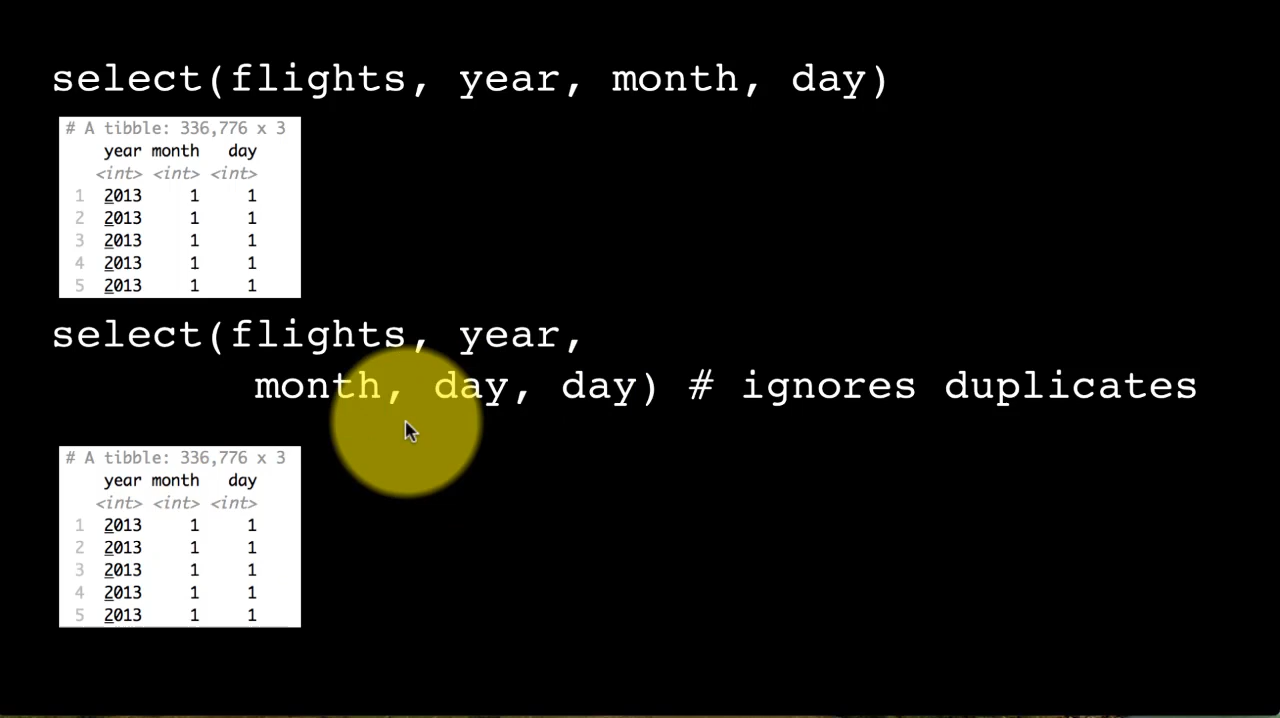 select(flights, year, month, day)
# A tibble: 336,776 x 3
year month day
<int> <int> <int>
1 2013 1 1
2 2013 1 1
3 2013 1 1
4 2013 1 1
5 2013 1 1
select(flights, year,
month, day, day) # ignores duplicates
# A tibble: 336,776 x 3
year month day
<int> <int> <int>
1 2013 1 1
2 2013 1 1
3 2013 1 1
4 2013 1 1
5 2013 1 1